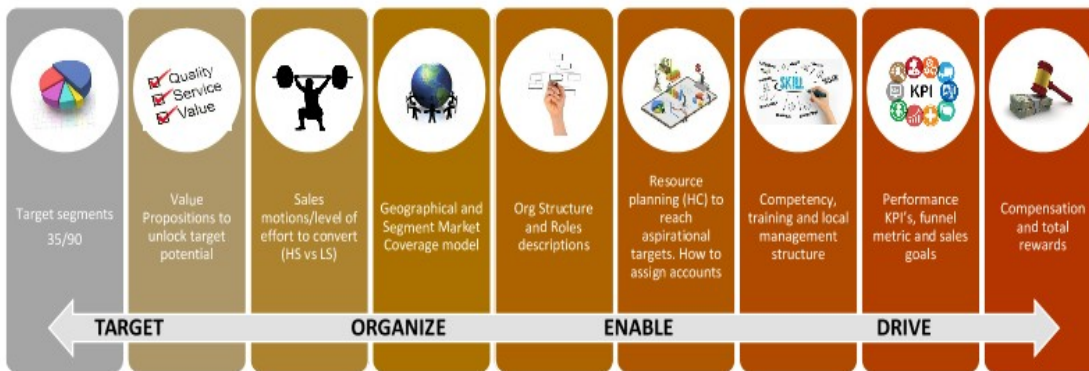 Quality
Service
Value
SKILL
KPI
Target segments
35/90
Value
Propositions to
unlock target
potential
Sales
motions/level of
effort to convert
(HS vs LS)
Geographical and
Segment Market
Coverage model
Org Structure
and Roles
descriptions
Resource
planning (HC) to
reach
aspirational
targets. How to
assign accounts
Competency,
training and local
management
structure
Performance
KPI's, funnel
metric and sales
goals
Compensation
and total
rewards
TARGET
ORGANIZE
ENABLE
DRIVE